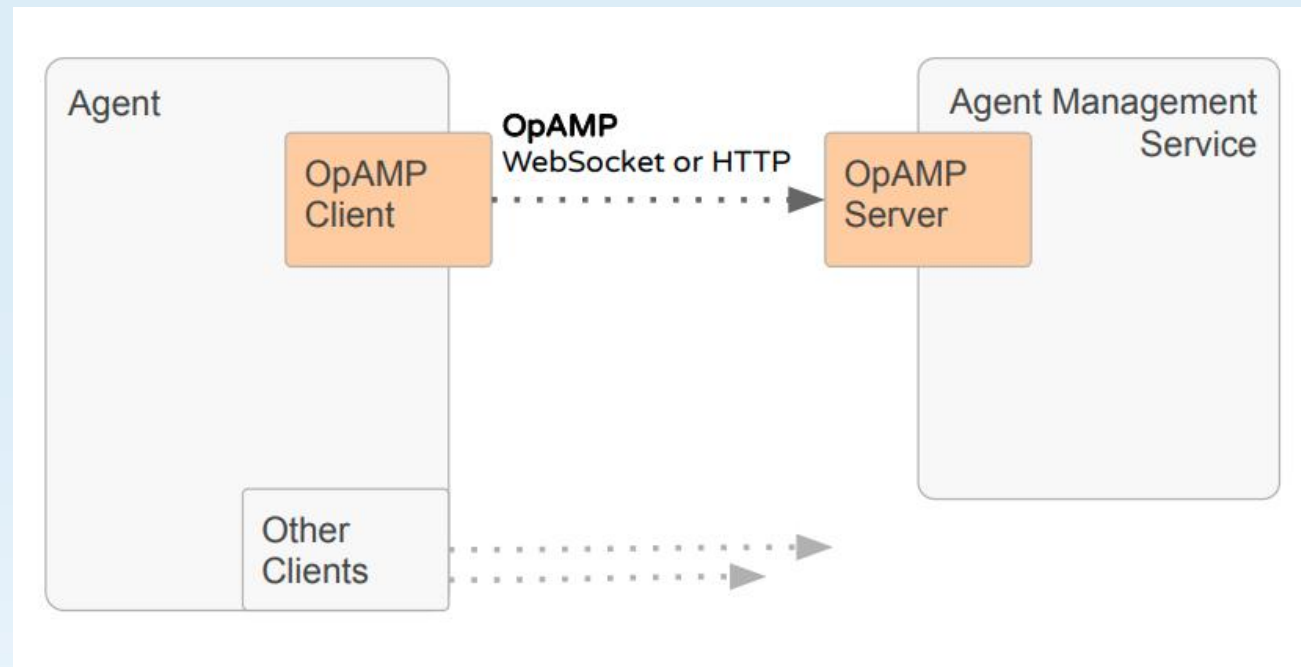 Agent
OpAMP
Client
OpAMP
WebSocket or HTTP
OpAMP
Server
Agent Management
Service
Other
Clients